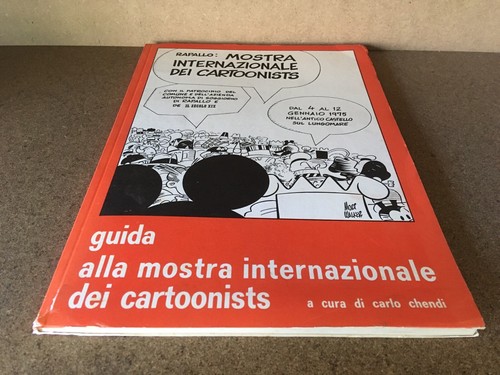 RAPALLO: MOSTRA
INTERNAZIONALE
DEI CARTOONISTS
CON IL PATROCINIO DEL
COMUNE E DELL'AZIENDA
AUTONOMA DI SOGGIORNO
DI RAPALLO E
DE IL SECOLO XIX
DAL 4 AL 12
GENNAIO 1975
NELL'ANTICO CASTELLO
SUL LUNGOMARE
MORT
WALKER
guida
alla mostra internazionale
dei cartoonists
a cura di carlo chendi